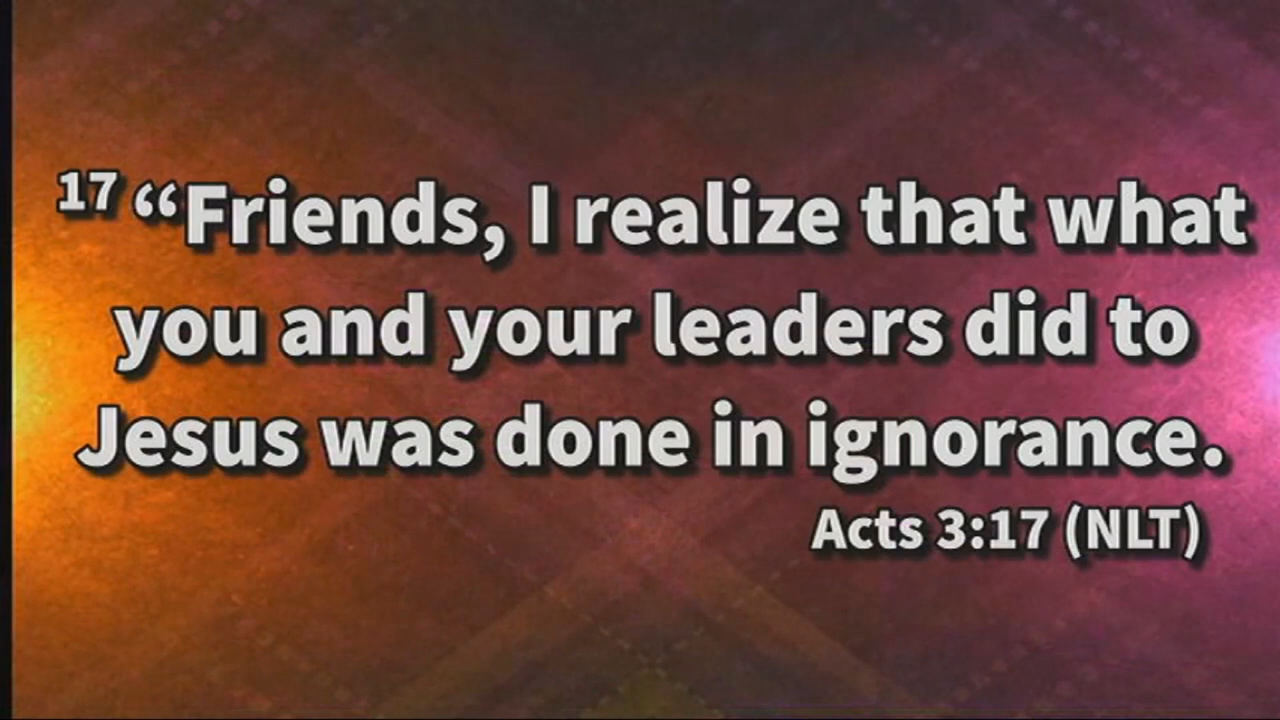 17 “Friends, I realize that what
you and your leaders did to
Jesus was done in ignorance.
Acts 3:17 (NLT)